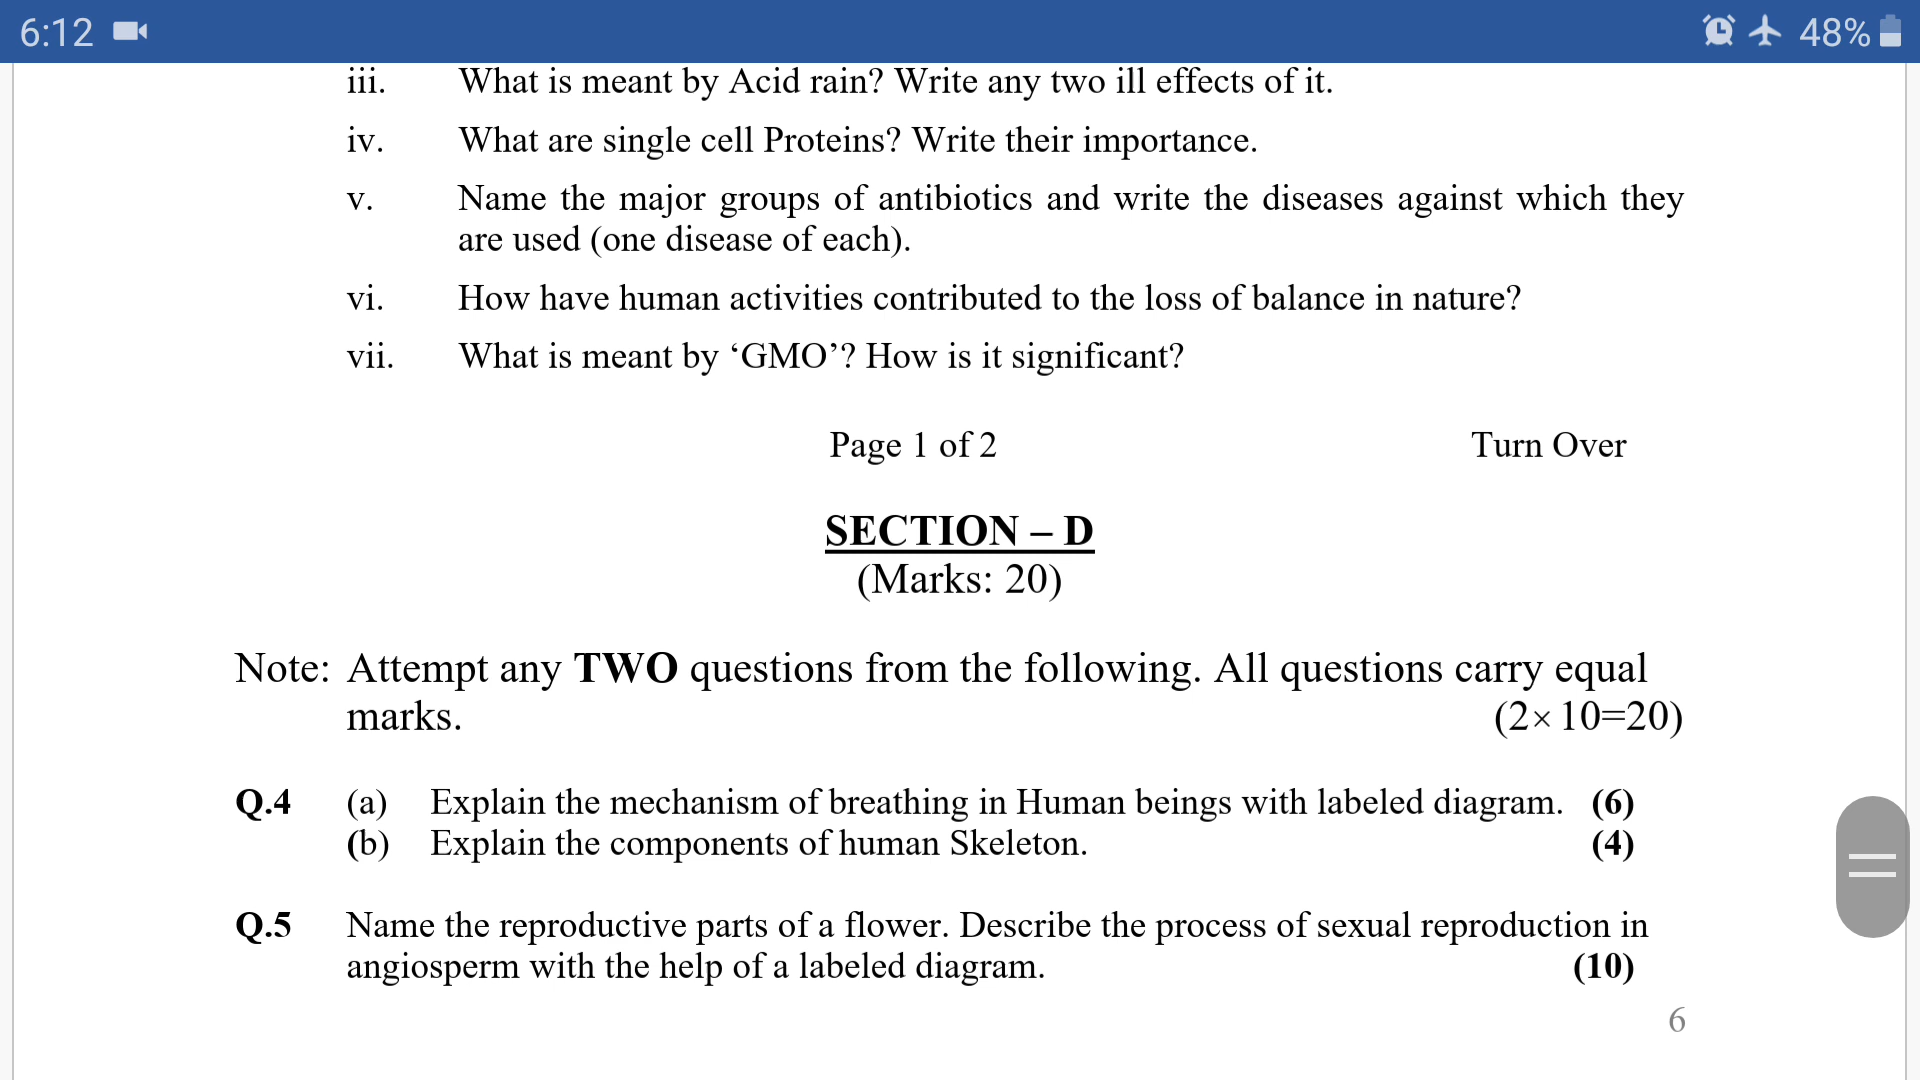 6:12 48%
iii. What is meant by Acid rain? Write any two ill effects of it.
iv. What are single cell Proteins? Write their importance.
v. Name the major groups of antibiotics and write the diseases against which they
are used (one disease of each).
vi. How have human activities contributed to the loss of balance in nature?
vii. What is meant by ‘GMO’? How is it significant?
Page 1 of 2 Turn Over
SECTION – D
(Marks: 20)
Note: Attempt any TWO questions from the following. All questions carry equal
marks. (2×10=20)
Q.4 (a) Explain the mechanism of breathing in Human beings with labeled diagram. (6)
(b) Explain the components of human Skeleton. (4)
Q.5 Name the reproductive parts of a flower. Describe the process of sexual reproduction in
angiosperm with the help of a labeled diagram. (10)
6